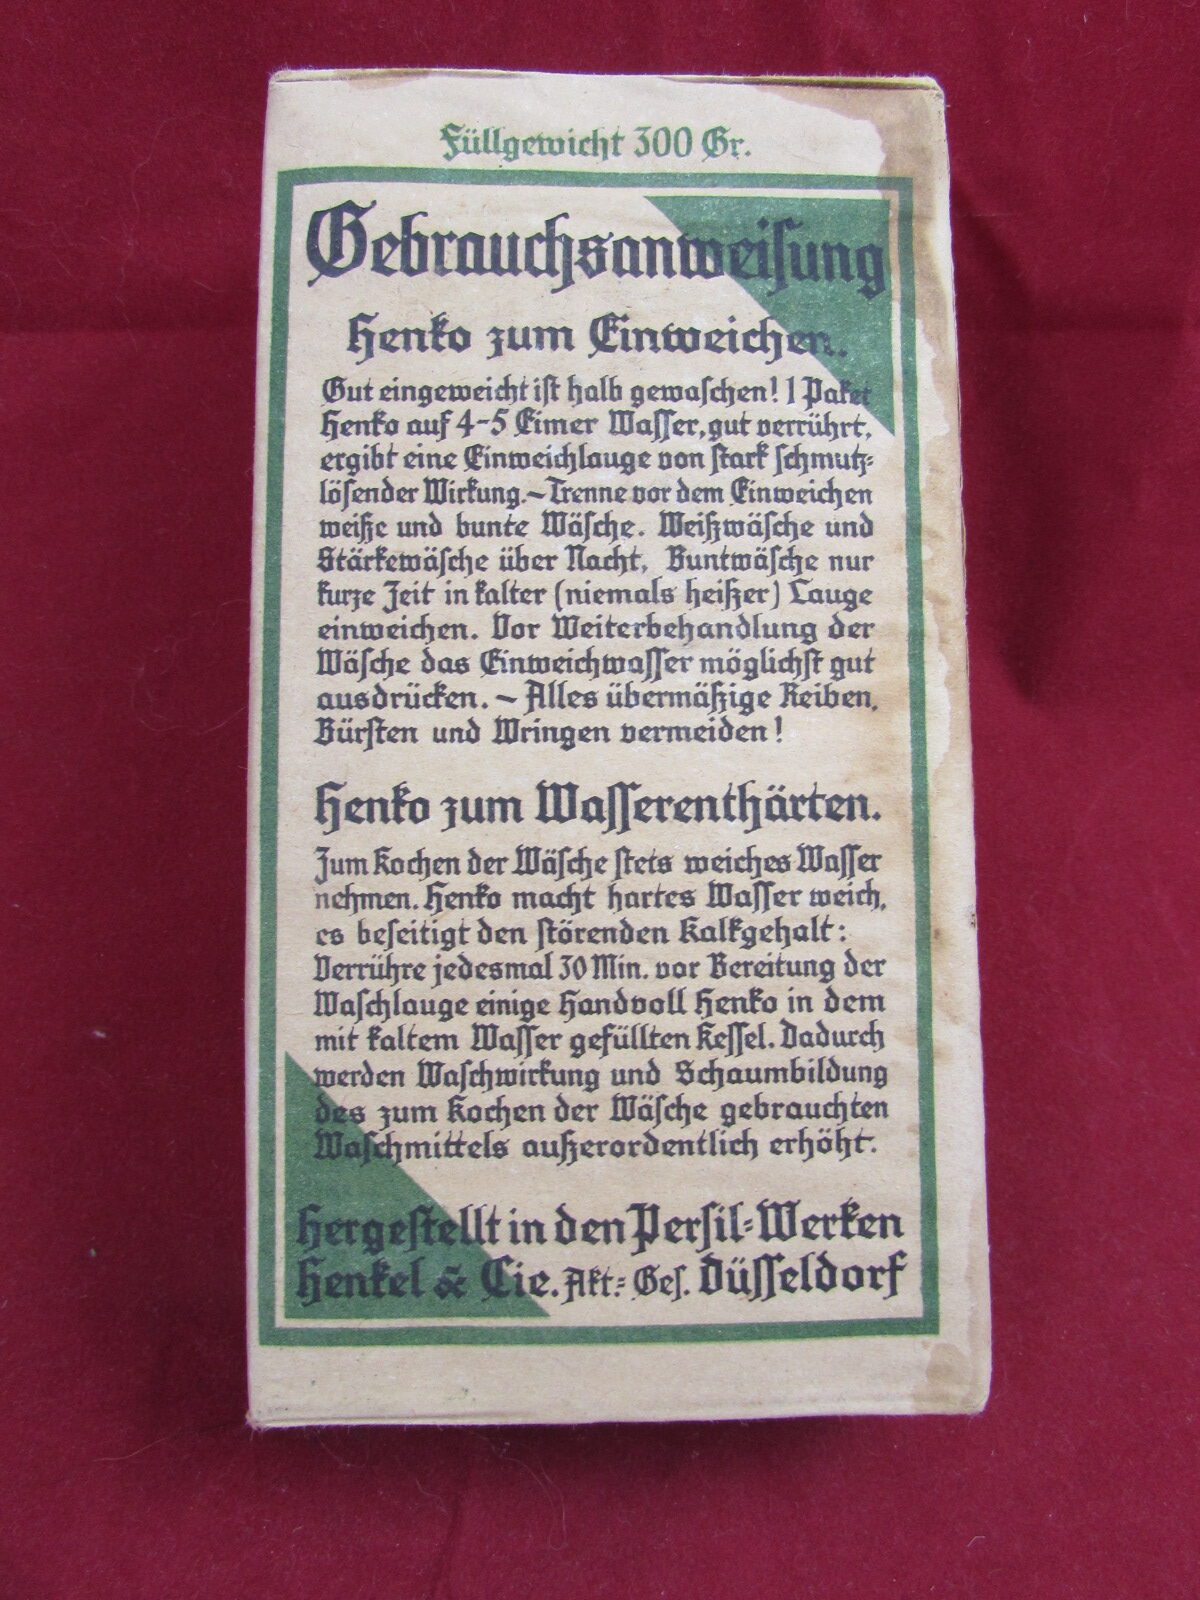 Füllgewicht 300 Gr.
Gebrauchsanweisung
Henko zum Einweichen.
Gut eingeweicht ist halb gewaschen! 1 Paket
Henko auf 4-5 Eimer Wasser, gut verrührt,
ergibt eine Einweichlauge von stark schmutz=
lösender Wirkung. – Trenne vor dem Einweichen
weiße und bunte Wäsche. Weißwäsche und
Stärkewäsche über Nacht, Buntwäsche nur
kurze Zeit in kalter (niemals heißer) Lauge
einweichen. Vor Weiterbehandlung der
Wäsche das Einweichwasser möglichst gut
ausdrücken. – Alles übermäßige Reiben,
Bürsten und Wringen vermeiden!
Henko zum Wasserenthärten.
Zum Kochen der Wäsche stets weiches Wasser
nehmen. Henko macht hartes Wasser weich,
es beseitigt den störenden Kalkgehalt:
Verrühre jedesmal 30 Min. vor Bereitung der
Waschlauge einige Handvoll Henko in dem
mit kaltem Wasser gefüllten Kessel. Dadurch
werden Waschwirkung und Schaumbildung
des zum Kochen der Wäsche gebrauchten
Waschmittels außerordentlich erhöht.
Hergestellt in den Persil=Werken
Henkel & Cie. Akt.= Ges. Düsseldorf